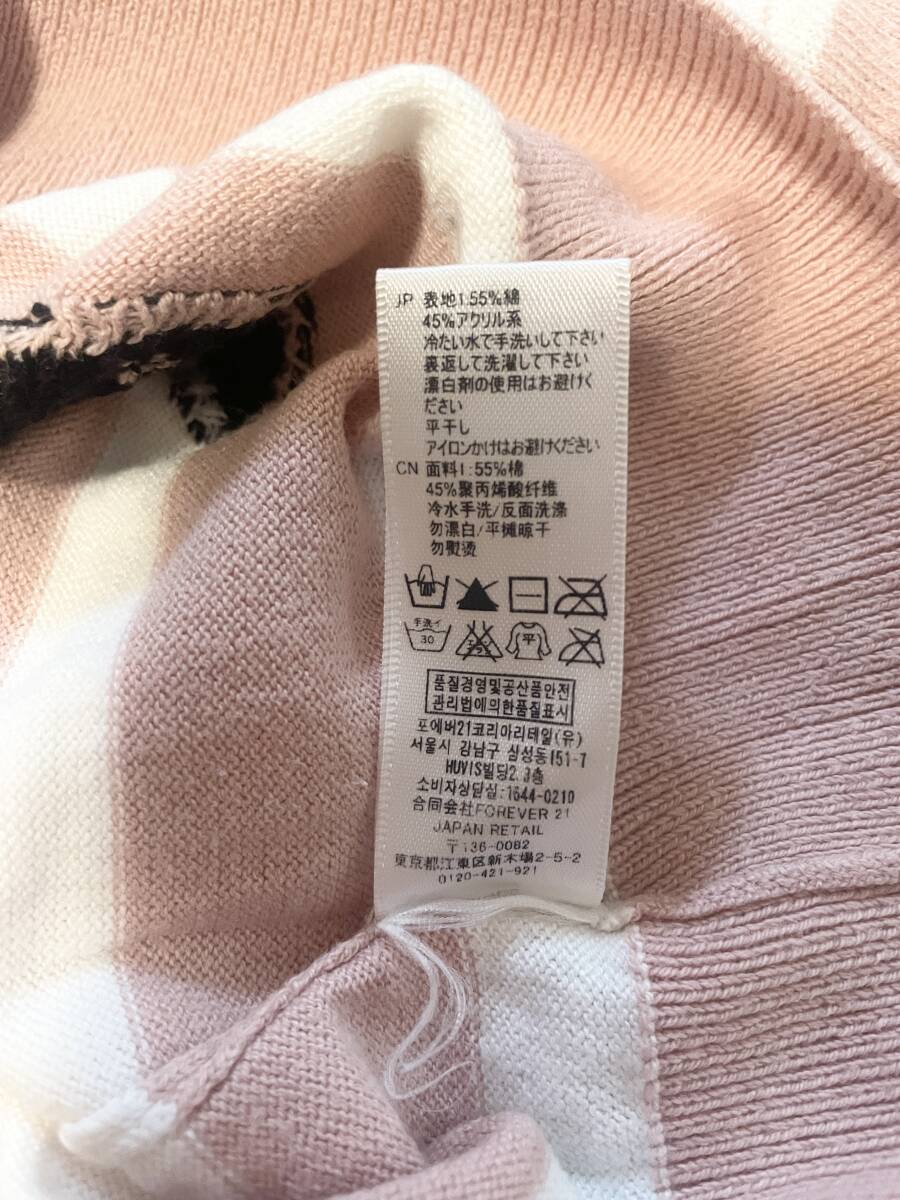 JP 表地1.55%綿
45%アクリル系
冷たい水で手洗いして下さい
裏返して洗濯して下さい
漂白剤の使用はお避けく
ださい
平干し
アイロンかけはお避けください
CN 面料1:55%棉
45%聚丙烯酸纤维
冷水手洗/反面洗涤
勿漂白/平摊晾干
勿熨烫
手洗イ
30
エンソ
サラシ
平
품질경영및공산품안전
관리법에의한품질표시
포에버21코리아리테일(유)
서울시 강남구 삼성동151-7
HUVIS빌딩2.3층
소비자상담실:1644-0210
合同会社FOREVER 21
JAPAN RETAIL
〒136-0082
東京都江東区新木場2-5-2
0120-421-921